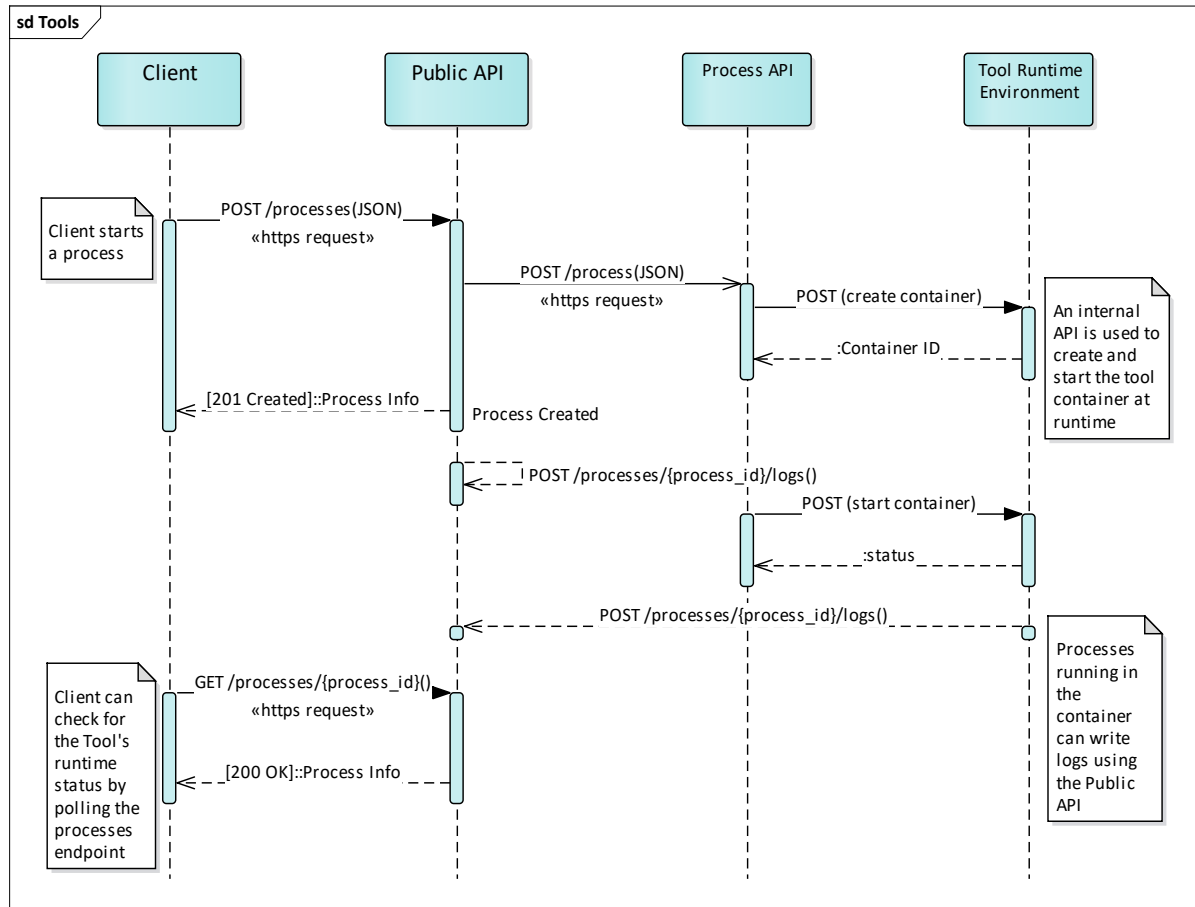 sd Tools
Client
Public API
Process API
Tool Runtime
Environment
Client starts
a process
POST /processes(JSON)
«https request»
POST /process(JSON)
«https request»
POST (create container)
:Container ID
An internal
API is used to
create and
start the tool
container at
runtime
[201 Created]::Process Info
Process Created
POST /processes/{process_id}/logs()
POST (start container)
:status
POST /processes/{process_id}/logs()
Processes
running in
the
container
can write
logs using
the Public
API
Client can
check for
the Tool's
runtime
status by
polling the
processes
endpoint
GET /processes/{process_id}()
«https request»
[200 OK]::Process Info